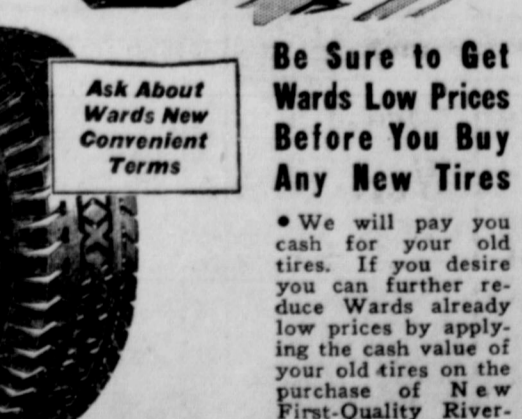 Ask About
Wards New
Convenient
Terms
Be Sure to Get
Wards Low Prices
Before You Buy
Any New Tires
• We will pay you
cash for your old
tires. If you desire
you can further re-
duce Wards already
low prices by apply-
ing the cash value of
your old tires on the
purchase of New
First-Quality River-